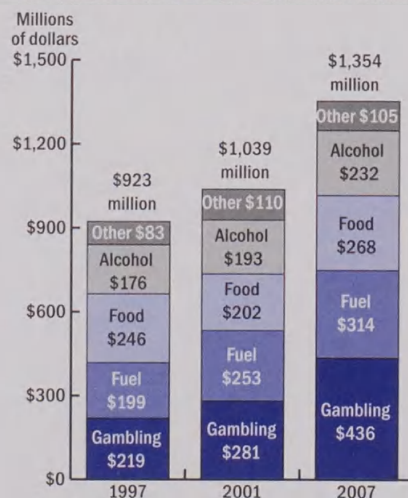 Millions
of dollars
$1,500
$1,200
$900
$600
$300
$0
$923
million
Other $83
Alcohol
$176
Food
$246
Fuel
$199
Gambling
$219
1997
$1,039
million
Other $110
Alcohol
$193
Food
$202
Fuel
$253
Gambling
$281
2001
$1,354
million
Other $105
Alcohol
$232
Food
$268
Fuel
$314
Gambling
$436
2007